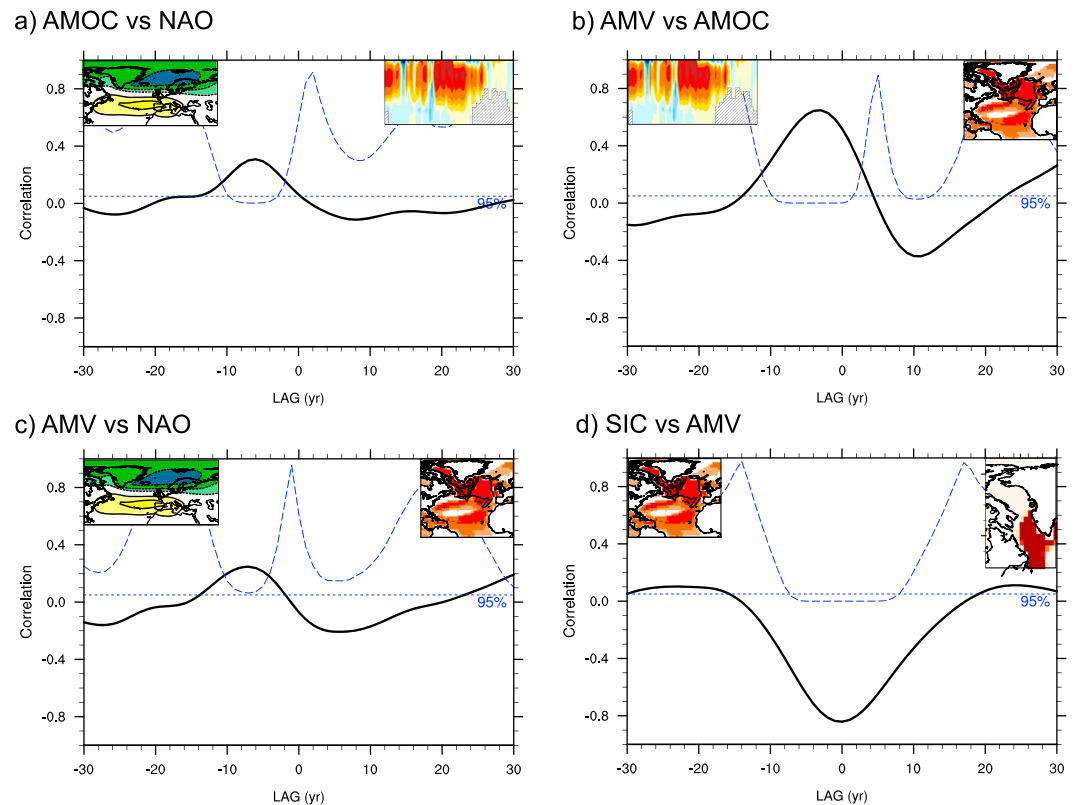 a) AMOC vs NAO
0.8
0.4
0.0
-0.4
-0.8
Correlation
95%
-30 -20 -10 0 10 20 30
LAG (yr)
b) AMV vs AMOC
0.8
0.4
0.0
-0.4
-0.8
Correlation
95%
-30 -20 -10 0 10 20 30
LAG (yr)
c) AMV vs NAO
0.8
0.4
0.0
-0.4
-0.8
Correlation
95%
-30 -20 -10 0 10 20 30
LAG (yr)
d) SIC vs AMV
0.8
0.4
0.0
-0.4
-0.8
Correlation
95%
-30 -20 -10 0 10 20 30
LAG (yr)